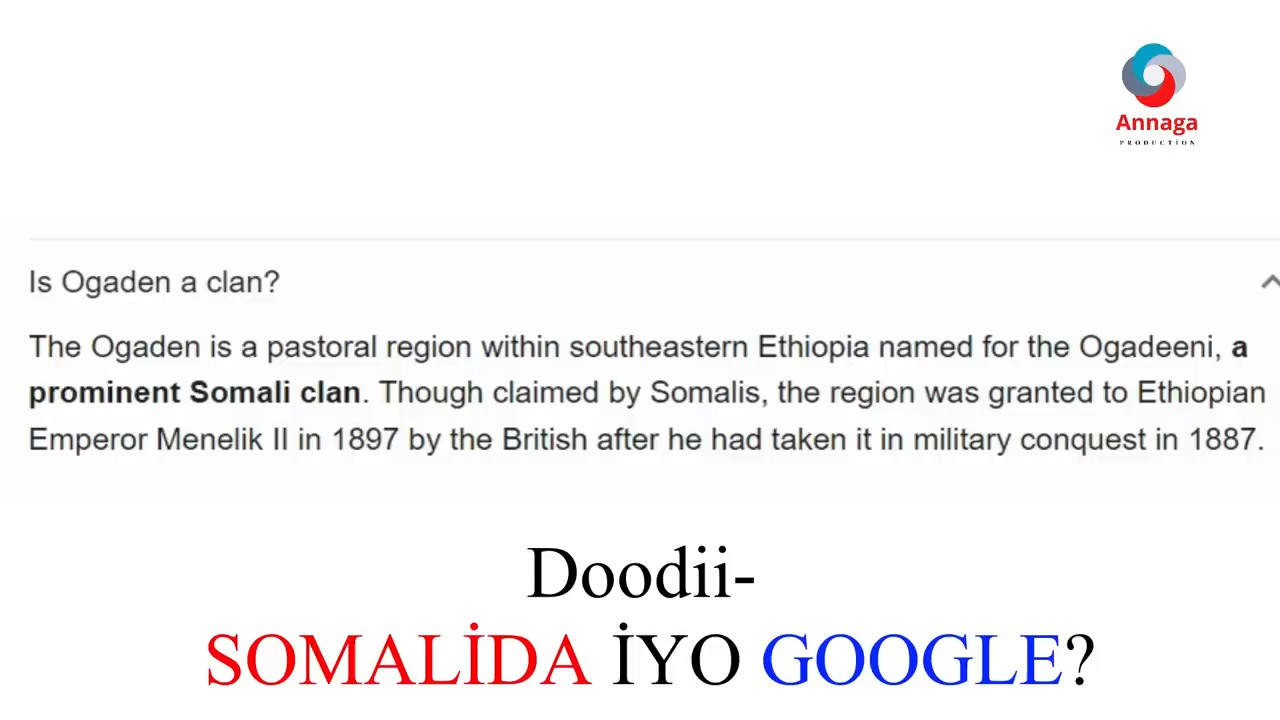 Annaga
PRODUCTİON
Is Ogaden a clan?
The Ogaden is a pastoral region within southeastern Ethiopia named for the Ogadeeni, a
prominent Somali clan. Though claimed by Somalis, the region was granted to Ethiopian
Emperor Menelik II in 1897 by the British after he had taken it in military conquest in 1887.
Doodii-
SOMALİDA İYO GOOGLE?